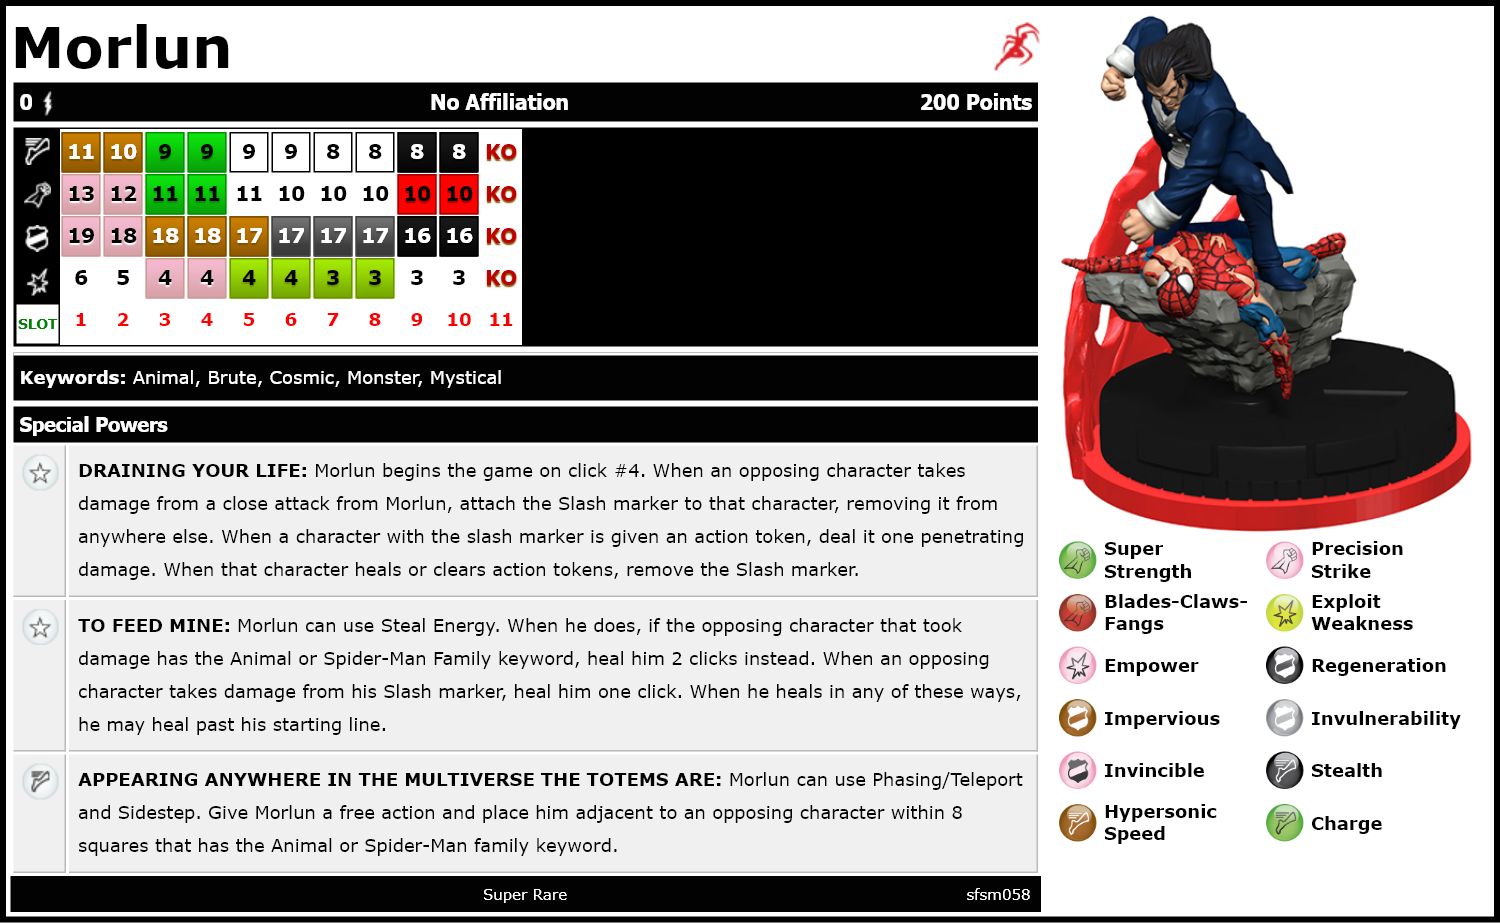 Morlun
0 No Affiliation 200 Points
11 10 9 9 9 9 8 8 8 8 KO
13 12 11 11 11 10 10 10 10 10 KO
19 18 18 18 17 17 17 17 16 16 KO
6 5 4 4 4 4 3 3 3 3 KO
SLOT 1 2 3 4 5 6 7 8 9 10 11
Keywords: Animal, Brute, Cosmic, Monster, Mystical
Special Powers
DRAINING YOUR LIFE: Morlun begins the game on click #4. When an opposing character takes
damage from a close attack from Morlun, attach the Slash marker to that character, removing it from
anywhere else. When a character with the slash marker is given an action token, deal it one penetrating
damage. When that character heals or clears action tokens, remove the Slash marker.
TO FEED MINE: Morlun can use Steal Energy. When he does, if the opposing character that took
damage has the Animal or Spider-Man Family keyword, heal him 2 clicks instead. When an opposing
character takes damage from his Slash marker, heal him one click. When he heals in any of these ways,
he may heal past his starting line.
APPEARING ANYWHERE IN THE MULTIVERSE THE TOTEMS ARE: Morlun can use Phasing/Teleport
and Sidestep. Give Morlun a free action and place him adjacent to an opposing character within 8
squares that has the Animal or Spider-Man family keyword.
Super Rare sfsm058
Super
Strength
Precision
Strike
Blades-Claws-
Fangs
Exploit
Weakness
Empower
Regeneration
Impervious
Invulnerability
Invincible
Stealth
Hypersonic
Speed
Charge